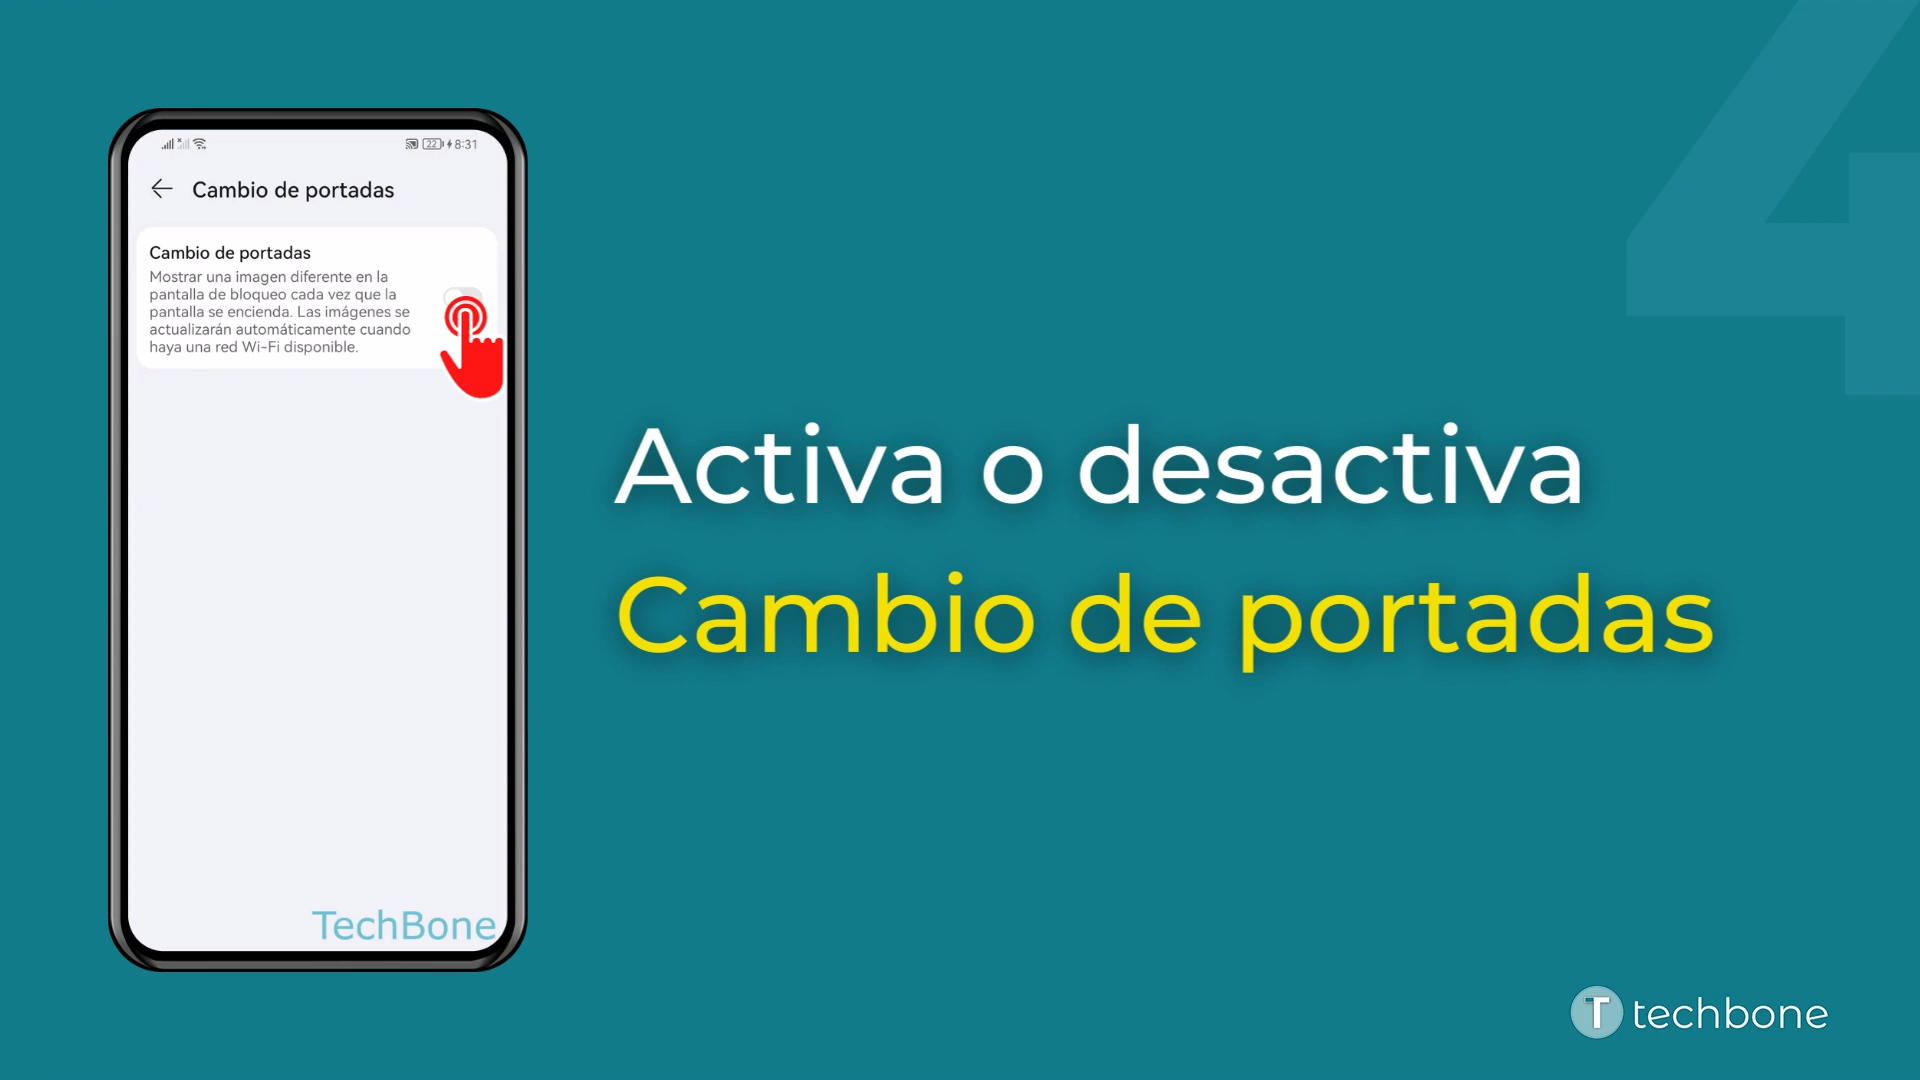 4
22 8:31
Cambio de portadas
Cambio de portadas
Mostrar una imagen diferente en la
pantalla de bloqueo cada vez que la
pantalla se encienda. Las imágenes se
actualizarán automáticamente cuando
haya una red Wi-Fi disponible.
Activa o desactiva
Cambio de portadas
TechBone
T techbone